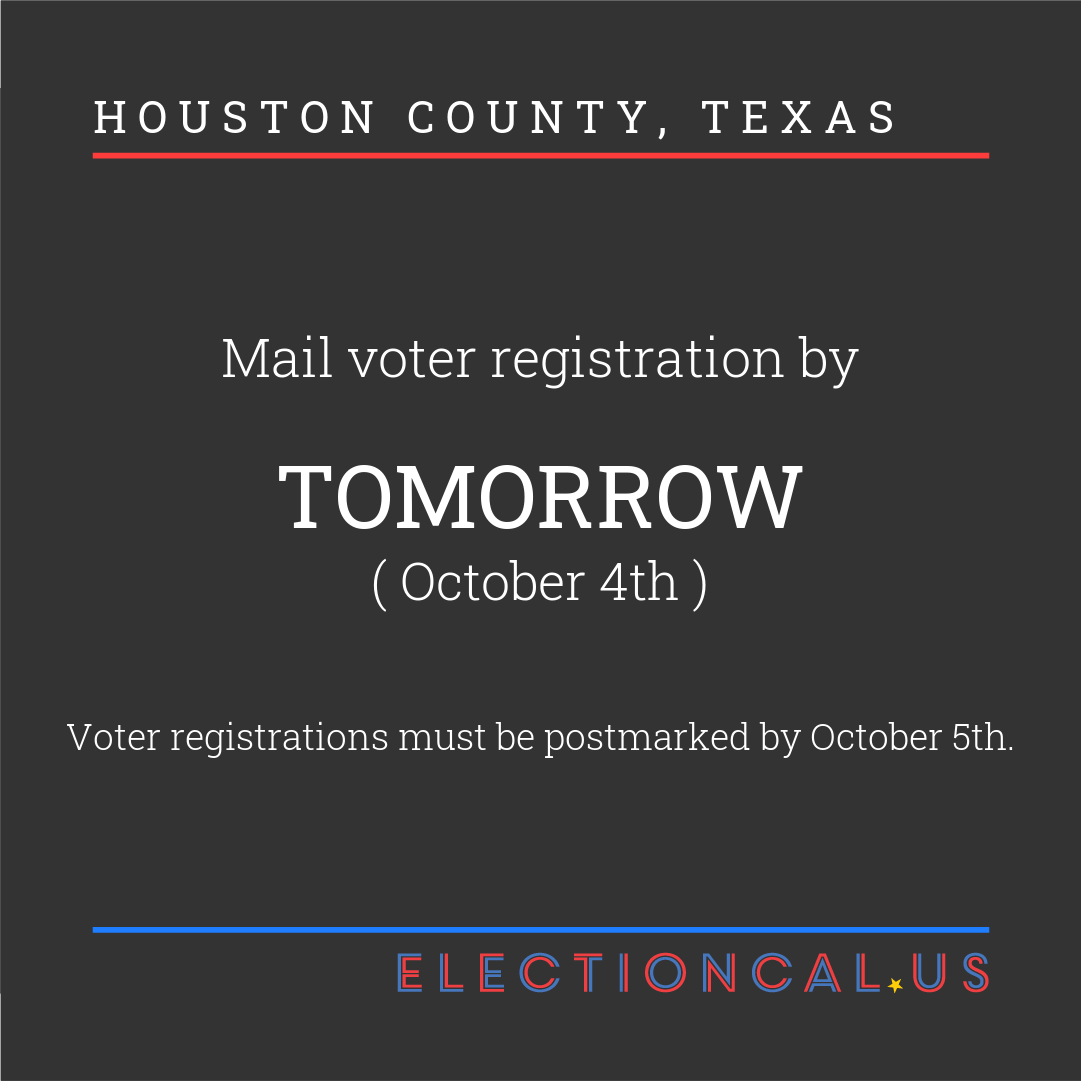 HOUSTON COUNTY, TEXAS
Mail voter registration by
TOMORROW
( October 4th )
Voter registrations must be postmarked by October 5th.
ELECTIONCAL.US